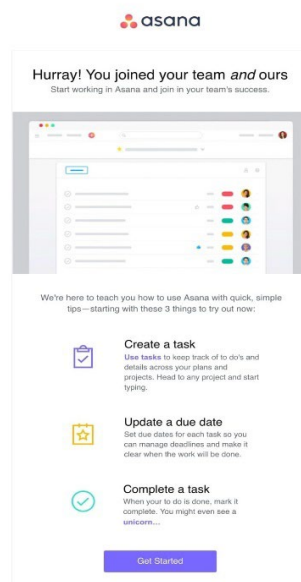 asana
Hurray! You joined your team and ours
Start working in Asana and join in your team's success.
We're here to teach you how to use Asana with quick, simple
tips—starting with these 3 things to try out now:
Create a task
Use tasks to keep track of to do's and
details across your plans and
projects. Head to any project and start
typing.
Update a due date
Set due dates for each task so you
can manage deadlines and make it
clear when the work will be done.
Complete a task
When your to do is done, mark it
complete. You might even see a
unicorn...
Get Started